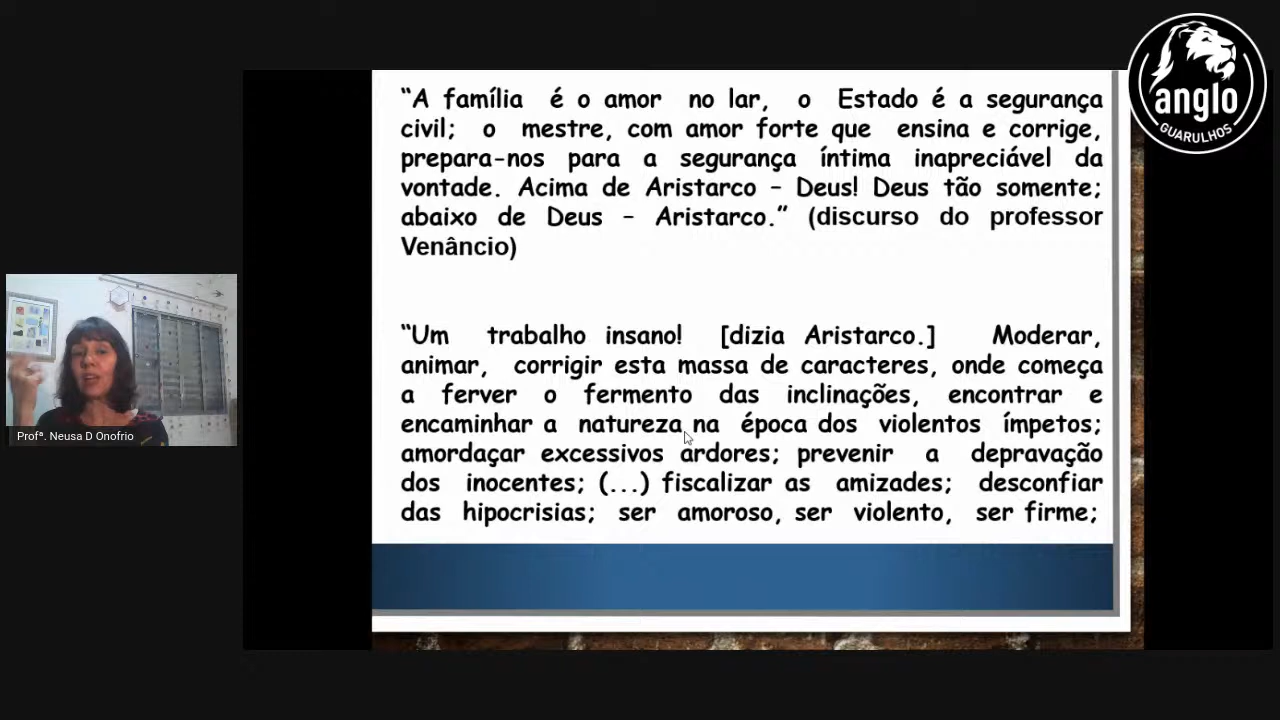 “A família é o amor no lar, o Estado é a segurança
civil; o mestre, com amor forte que ensina e corrige,
prepara-nos para a segurança íntima inapreciável da
vontade. Acima de Aristarco – Deus! Deus tão somente;
abaixo de Deus – Aristarco.” (discurso do professor
Venâncio)
“Um trabalho insano! [dizia Aristarco.] Moderar,
animar, corrigir esta massa de caracteres, onde começa
a ferver o fermento das inclinações, encontrar e
encaminhar a natureza na época dos violentos ímpetos;
amordaçar excessivos ardores; prevenir a depravação
dos inocentes; (...) fiscalizar as amizades; desconfiar
das hipocrisias; ser amoroso, ser violento, ser firme;
Profª. Neusa D Onofrio
anglo
GUARULHOS